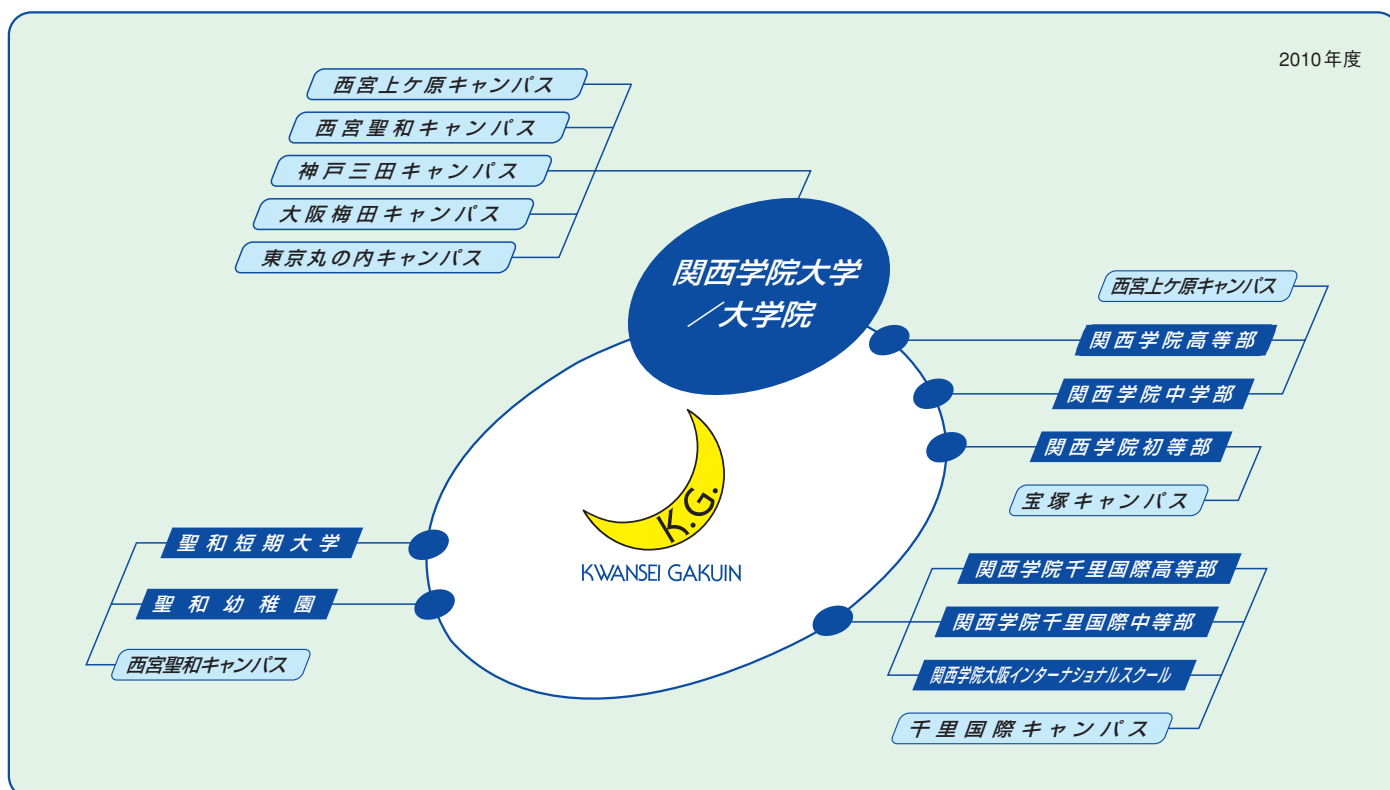 2010年度
西宮上ケ原キャンパス
西宮聖和キャンパス
神戸三田キャンパス
大阪梅田キャンパス
東京丸の内キャンパス
関西学院大学
／大学院
西宮上ケ原キャンパス
関西学院高等部
関西学院中学部
関西学院初等部
宝塚キャンパス
K.G.
KWANSEI GAKUIN
聖和短期大学
聖和幼稚園
西宮聖和キャンパス
関西学院千里国際高等部
関西学院千里国際中等部
関西学院大阪インターナショナルスクール
千里国際キャンパス